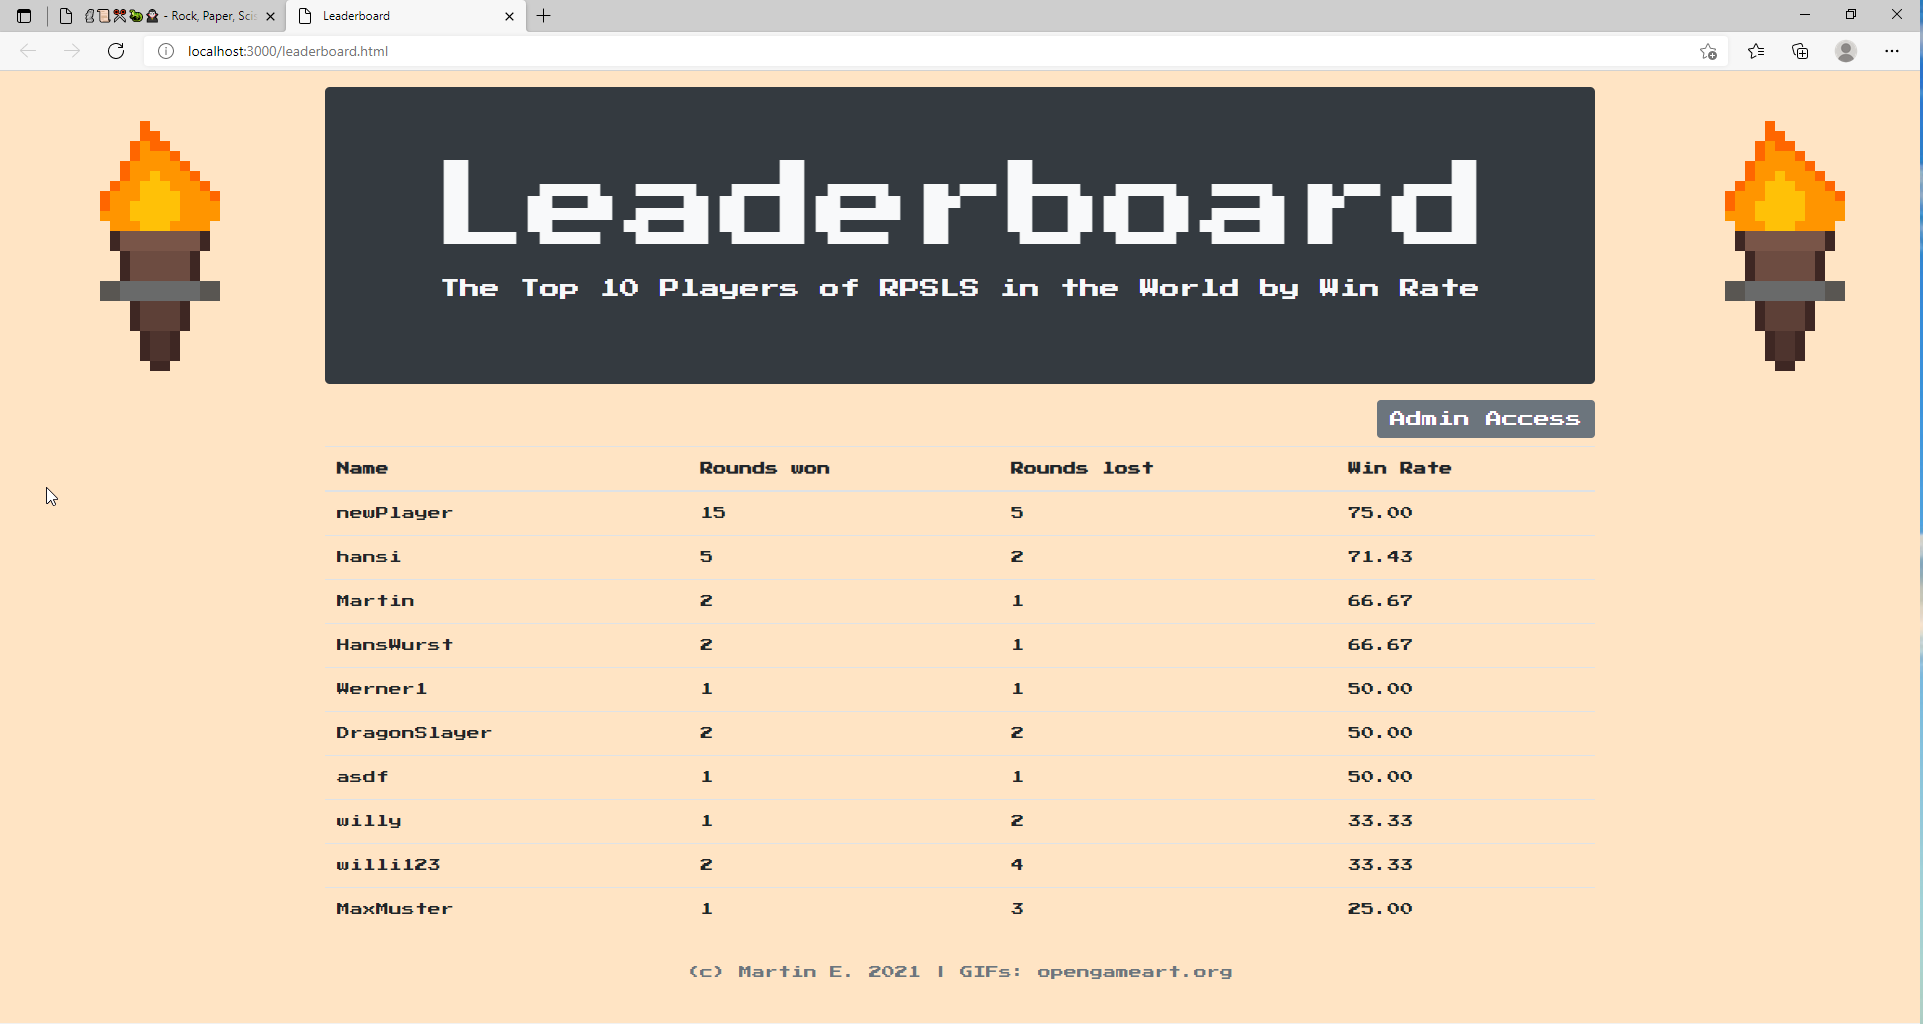 - Rock, Paper, Scis
Leaderboard
localhost:3000/leaderboard.html
Leaderboard
The Top 10 Players of RPSLS in the World by Win Rate
Admin Access
Name Rounds won Rounds lost Win Rate
newPlayer 15 5 75.00
hansi 5 2 71.43
Martin 2 1 66.67
HansWurst 2 1 66.67
Werner1 1 1 50.00
DragonSlayer 2 2 50.00
asdf 1 1 50.00
willy 1 2 33.33
willi123 2 4 33.33
MaxMuster 1 3 25.00
(c) Martin E. 2021 | GIFs: opengameart.org